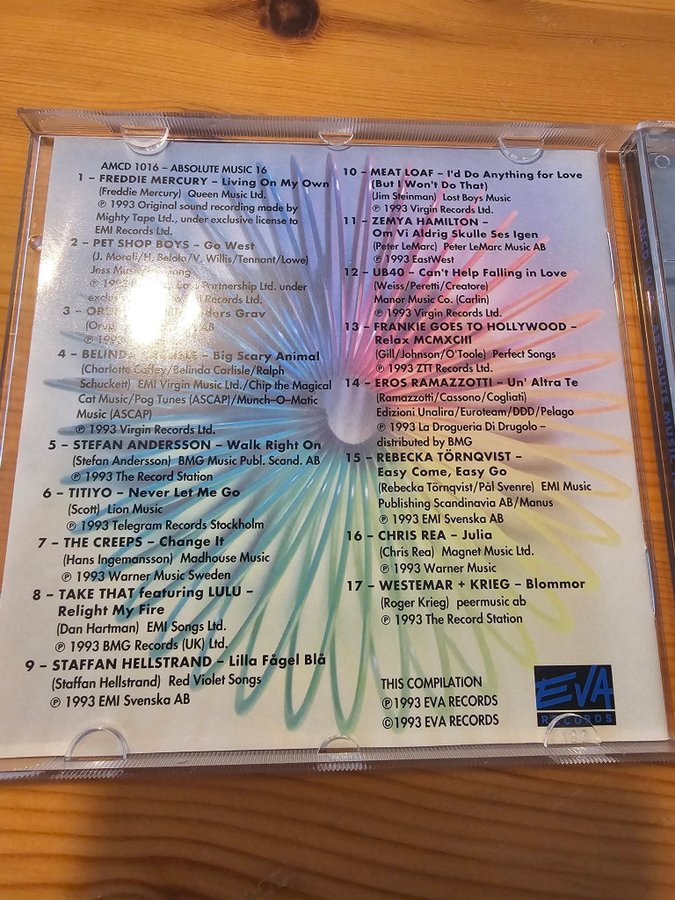 AMCD 1016 – ABSOLUTE MUSIC 16
1 – FREDDIE MERCURY – Living On My Own
(Freddie Mercury) Queen Music Ltd.
℗ 1993 Original sound recording made by
Mighty Tape Ltd., under exclusive license to
EMI Records Ltd.
2 – PET SHOP BOYS – Go West
(J. Morali/H. Belolo/V. Willis/Tennant/Lowe)
Jess
℗ 1993 Partnership Ltd. under
Records Ltd.
3 – Grav
4 – BELINDA – Big Scary Animal
(Charlotte Caffey/Belinda Carlisle/Ralph
Schuckett) EMI Virgin Music Ltd./Chip the Magical
Cat Music/Pog Tunes (ASCAP)/Munch–O–Matic
Music (ASCAP)
℗ 1993 Virgin Records Ltd.
5 – STEFAN ANDERSSON – Walk Right On
(Stefan Andersson) BMG Music Publ. Scand. AB
℗ 1993 The Record Station
6 – TITIYO – Never Let Me Go
(Scott) Lion Music
℗ 1993 Telegram Records Stockholm
7 – THE CREEPS – Change It
(Hans Ingemansson) Madhouse Music
℗ 1993 Warner Music Sweden
8 – TAKE THAT featuring LULU –
Relight My Fire
(Dan Hartman) EMI Songs Ltd.
℗ 1993 BMG Records (UK) Ltd.
9 – STAFFAN HELLSTRAND – Lilla Fågel Blå
(Staffan Hellstrand) Red Violet Songs
℗ 1993 EMI Svenska AB
10 – MEAT LOAF – I'd Do Anything for Love
(But I Won't Do That)
(Jim Steinman) Lost Boys Music
℗ 1993 Virgin Records Ltd.
11 – ZEMYA HAMILTON –
Om Vi Aldrig Skulle Ses Igen
(Peter LeMarc) Peter LeMarc Music AB
℗ 1993 EastWest
12 – UB40 – Can't Help Falling in Love
(Weiss/Peretti/Creatore)
Manor Music Co. (Carlin)
℗ 1993 Virgin Records Ltd.
13 – FRANKIE GOES TO HOLLYWOOD –
Relax MCMXCIII
(Gill/Johnson/O'Toole) Perfect Songs
℗ 1993 ZTT Records Ltd.
14 – EROS RAMAZZOTTI – Un' Altra Te
(Ramazzotti/Cassono/Cogliati)
Edizioni Unalira/Euroteam/DDD/Pelago
℗ 1993 La Drogueria Di Drugolo –
distributed by BMG
15 – REBECKA TÖRNQVIST –
Easy Come, Easy Go
(Rebecka Törnqvist/Pål Svenre) EMI Music
Publishing Scandinavia AB/Manus
℗ 1993 EMI Svenska AB
16 – CHRIS REA – Julia
(Chris Rea) Magnet Music Ltd.
℗ 1993 Warner Music
17 – WESTEMAR + KRIEG – Blommor
(Roger Krieg) peermusic ab
℗ 1993 The Record Station
THIS COMPILATION
℗1993 EVA RECORDS
©1993 EVA RECORDS
EVA
RECORDS
ABSOLUTE MUSIC